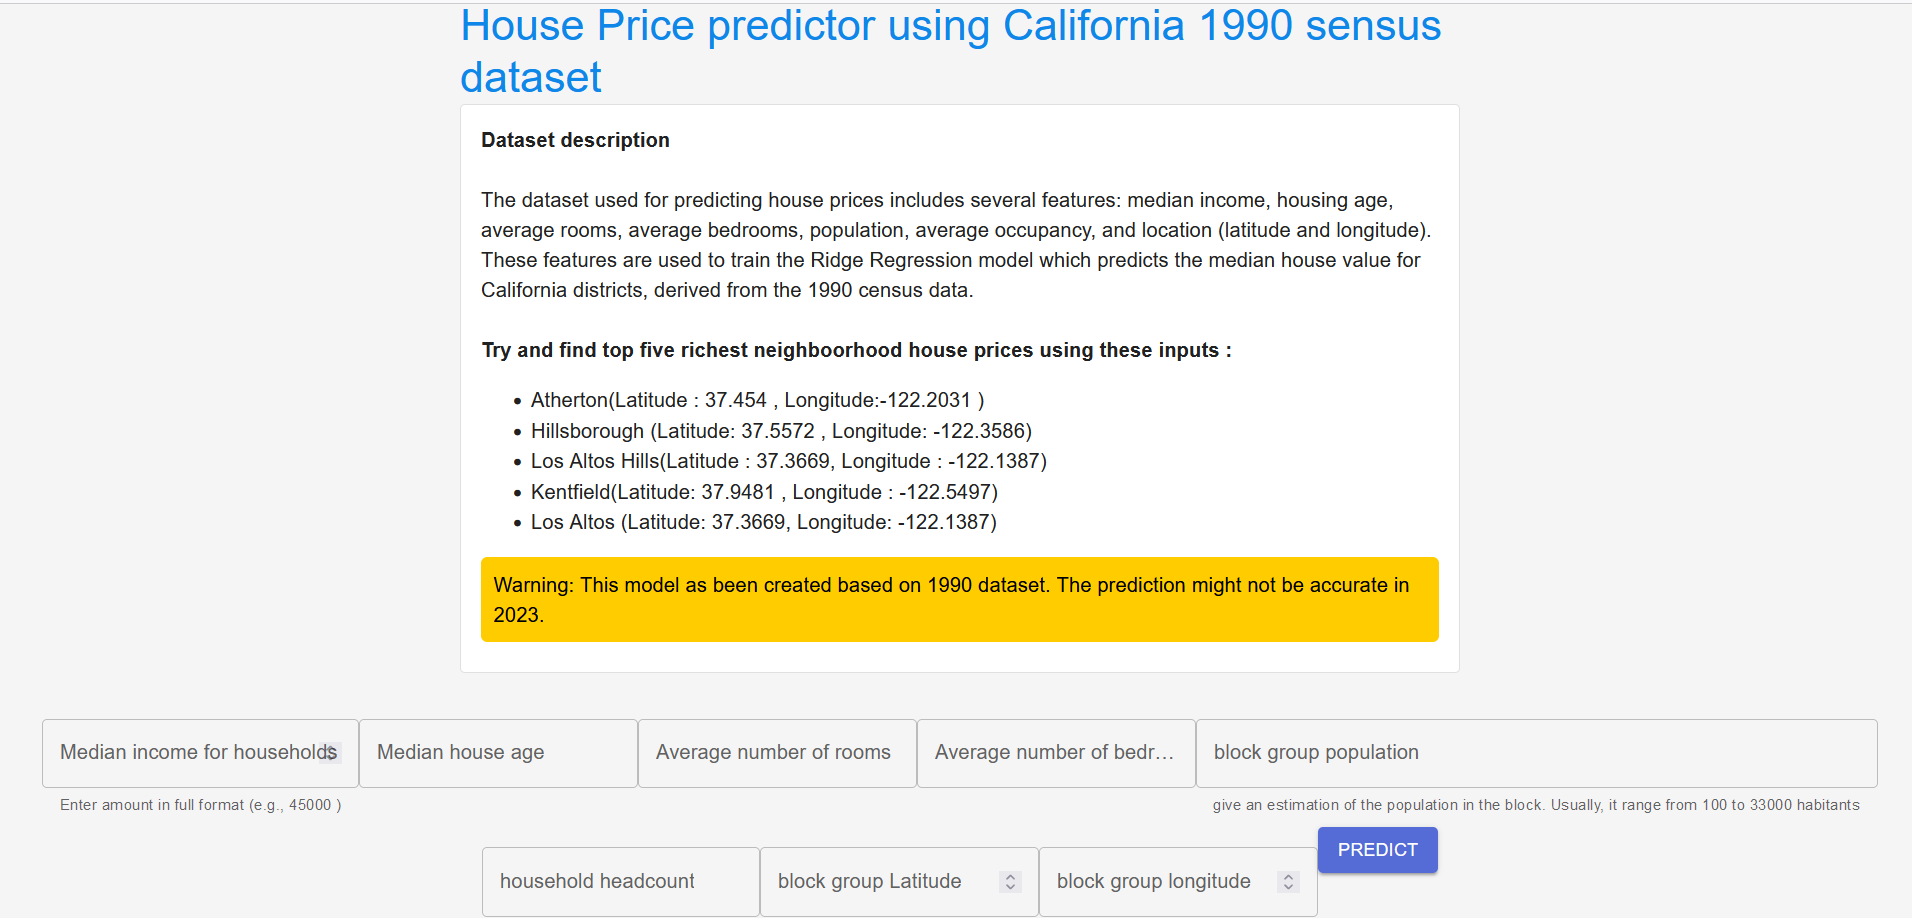 House Price predictor using California 1990 sensus
dataset
Dataset description
The dataset used for predicting house prices includes several features: median income, housing age,
average rooms, average bedrooms, population, average occupancy, and location (latitude and longitude).
These features are used to train the Ridge Regression model which predicts the median house value for
California districts, derived from the 1990 census data.
Try and find top five richest neighboorhood house prices using these inputs :
• Atherton(Latitude : 37.454 , Longitude:-122.2031 )
• Hillsborough (Latitude: 37.5572 , Longitude: -122.3586)
• Los Altos Hills(Latitude : 37.3669, Longitude : -122.1387)
• Kentfield(Latitude: 37.9481 , Longitude : -122.5497)
• Los Altos (Latitude: 37.3669, Longitude: -122.1387)
Warning: This model as been created based on 1990 dataset. The prediction might not be accurate in
2023.
Median income for households
Median house age
Average number of rooms
Average number of bedr…
block group population
Enter amount in full format (e.g., 45000 )
give an estimation of the population in the block. Usually, it range from 100 to 33000 habitants
household headcount
block group Latitude
block group longitude
PREDICT